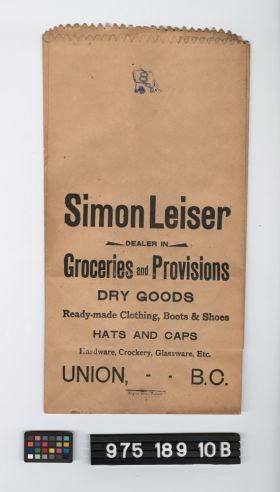 8
Simon Leiser
DEALER IN
Groceries and Provisions
DRY GOODS
Ready-made Clothing, Boots & Shoes
HATS AND CAPS
Hardware, Crockery, Glassware, Etc.
UNION, - - B.C.
975 189 10B